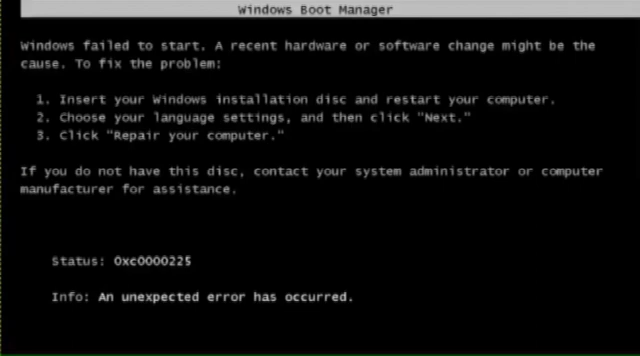 Windows Boot Manager
Windows failed to start. A recent hardware or software change might be the
cause. To fix the problem:
1. Insert your Windows installation disc and restart your computer.
2. Choose your language settings, and then click "Next."
3. Click "Repair your computer."
If you do not have this disc, contact your system administrator or computer
manufacturer for assistance.
Status: 0xc0000225
Info: An unexpected error has occurred.